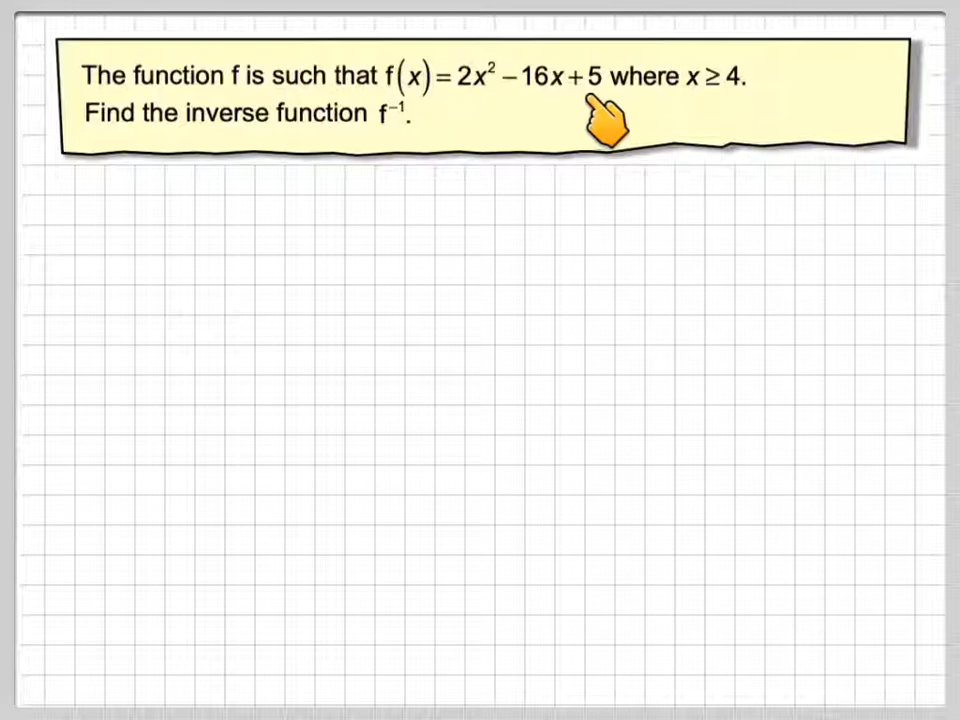 The function f is such that f(x) = 2x² – 16x + 5 where x ≥ 4.
Find the inverse function f⁻¹.